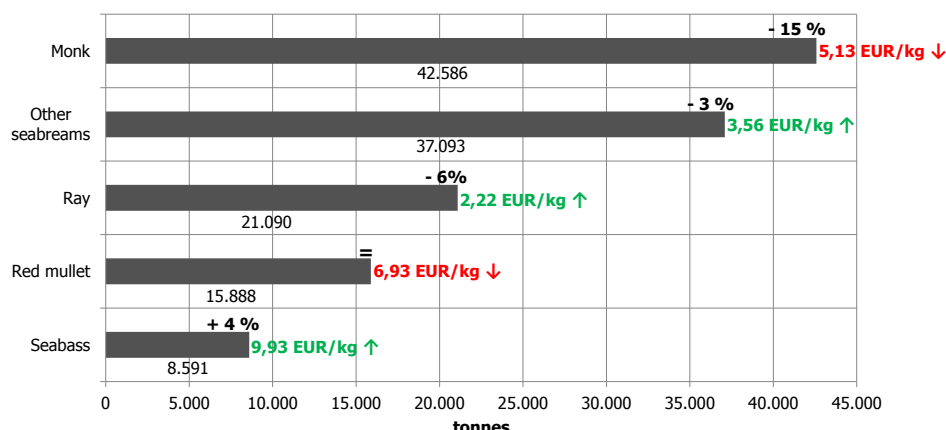 - 15 %
Monk
5,13 EUR/kg ↓
42.586
- 3 %
Other
seabreams
3,56 EUR/kg ↑
37.093
- 6%
Ray
2,22 EUR/kg ↑
21.090
=
Red mullet
6,93 EUR/kg ↓
15.888
+ 4 %
Seabass
9,93 EUR/kg ↑
8.591
0 5.000 10.000 15.000 20.000 25.000 30.000 35.000 40.000 45.000
tonnes